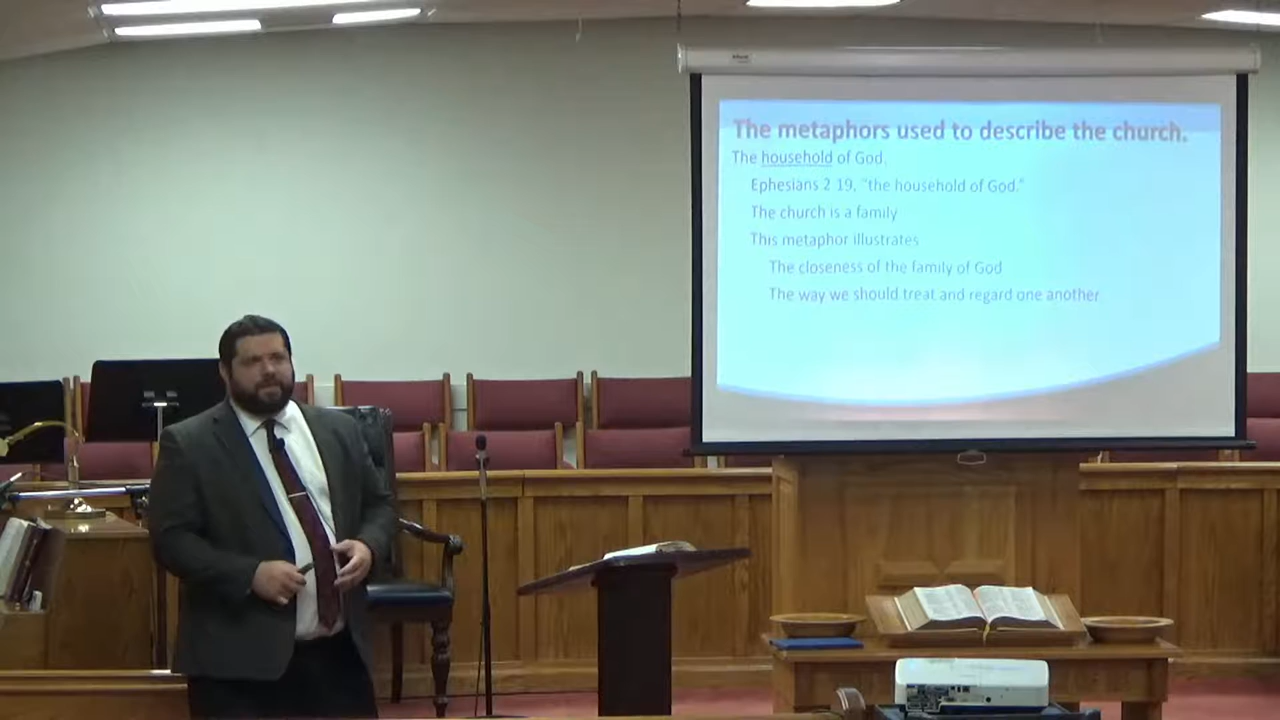 The metaphors used to describe the church.
The household of God.
Ephesians 2 19, "the household of God."
The church is a family
This metaphor illustrates
The closeness of the family of God
The way we should treat and regard one another